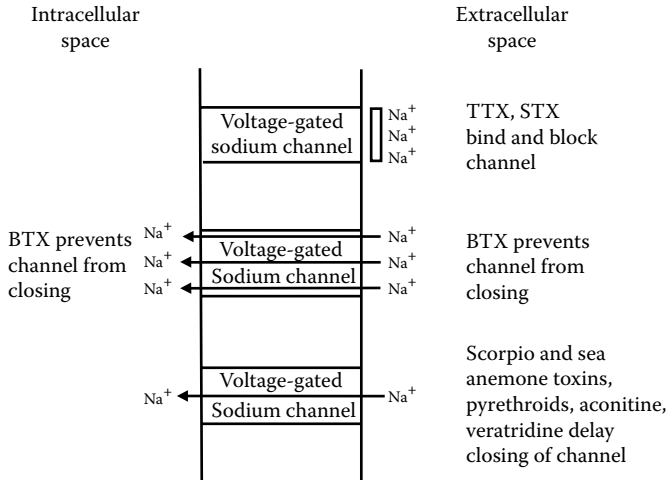 Intracellular
space
Extracellular
space
Voltage-gated
sodium channel
Na⁺
Na⁺
Na⁺
TTX, STX
bind and block
channel
BTX prevents
channel from
closing
Na⁺
Na⁺
Na⁺
Voltage-gated
Sodium channel
Na⁺
Na⁺
Na⁺
BTX prevents
channel from
closing
Na⁺
Voltage-gated
Sodium channel
Na⁺
Scorpio and sea
anemone toxins,
pyrethroids, aconitine,
veratridine delay
closing of channel